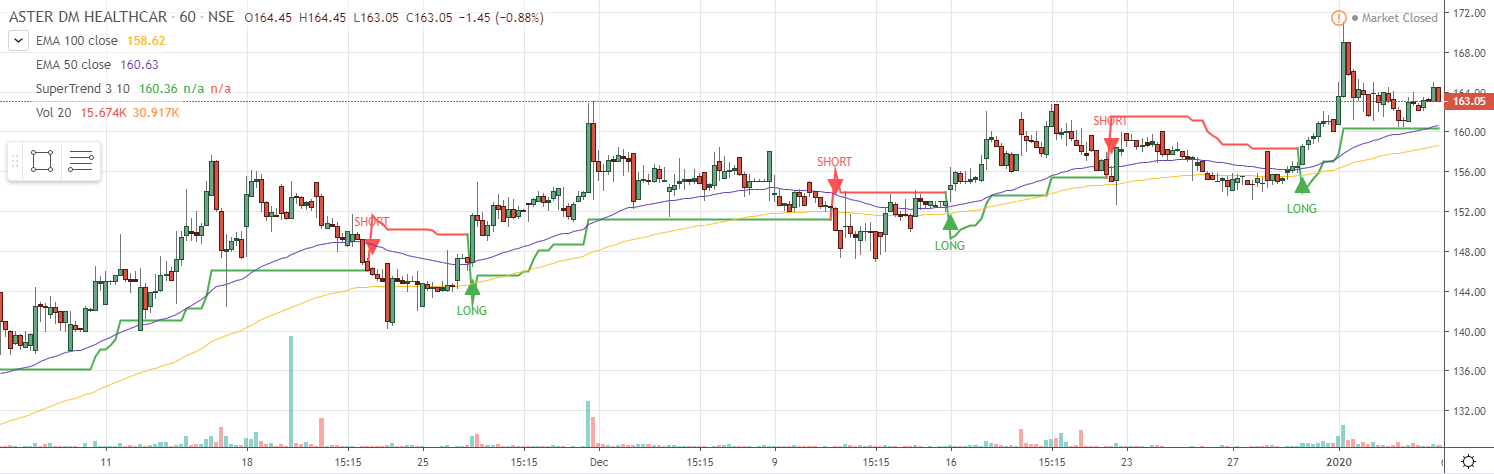 ASTER DM HEALTHCAR · 60 · NSE O164.45 H164.45 L163.05 C163.05 −1.45 (−0.88%)
Market Closed
EMA 100 close 158.62
EMA 50 close 160.63
SuperTrend 3 10 160.36 n/a n/a
Vol 20 15.674K 30.917K
172.00
168.00
164.00
163.05
160.00
156.00
152.00
148.00
144.00
140.00
136.00
132.00
SHORT
LONG
SHORT
LONG
SHORT
LONG
11 18 15:15 25 15:15 Dec 15:15 9 15:15 16 15:15 23 27 2020